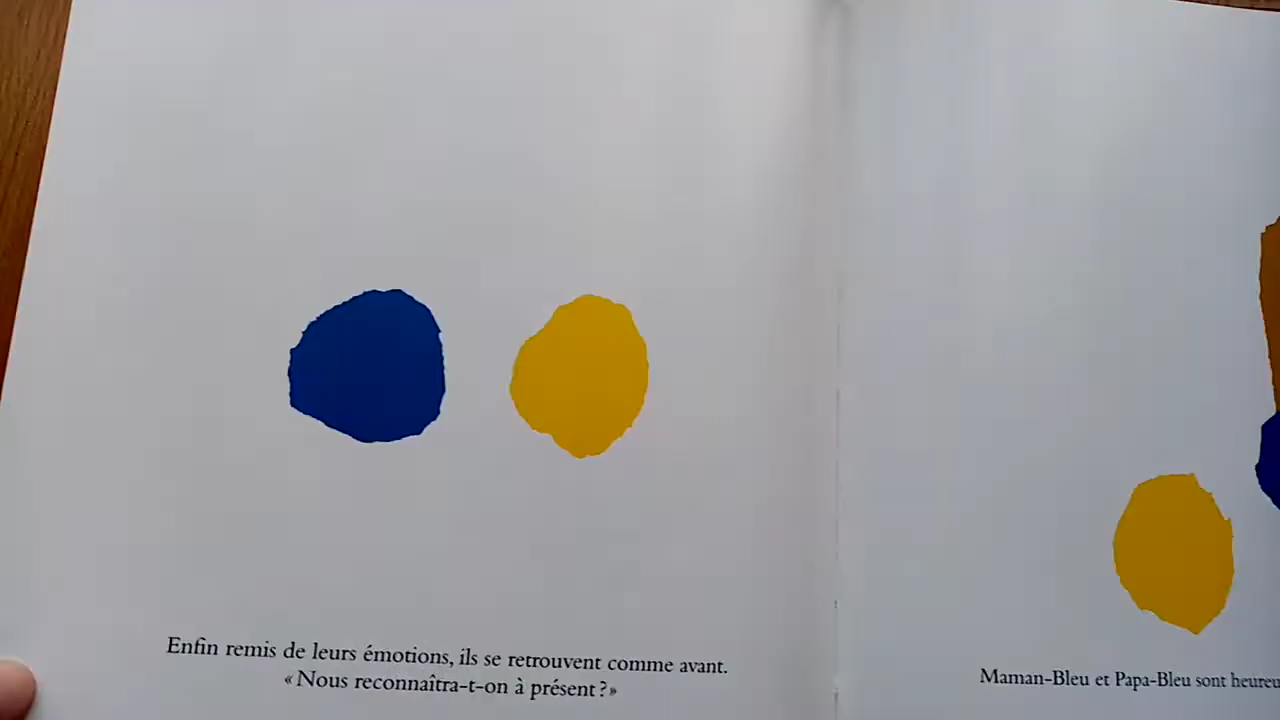 Enfin remis de leurs émotions, ils se retrouvent comme avant.
« Nous reconnaîtra-t-on à présent ? »
Maman-Bleu et Papa-Bleu sont